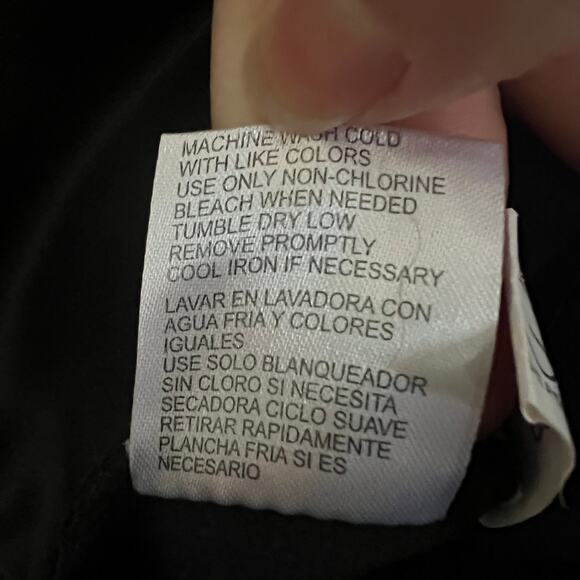 MACHINE WASH COLD
WITH LIKE COLORS
USE ONLY NON-CHLORINE
BLEACH WHEN NEEDED
TUMBLE DRY LOW
REMOVE PROMPTLY
COOL IRON IF NECESSARY
LAVAR EN LAVADORA CON
AGUA FRIA Y COLORES
IGUALES
USE SOLO BLANQUEADOR
SIN CLORO SI NECESITA
SECADORA CICLO SUAVE
RETIRAR RAPIDAMENTE
PLANCHA FRIA SI ES
NECESARIO